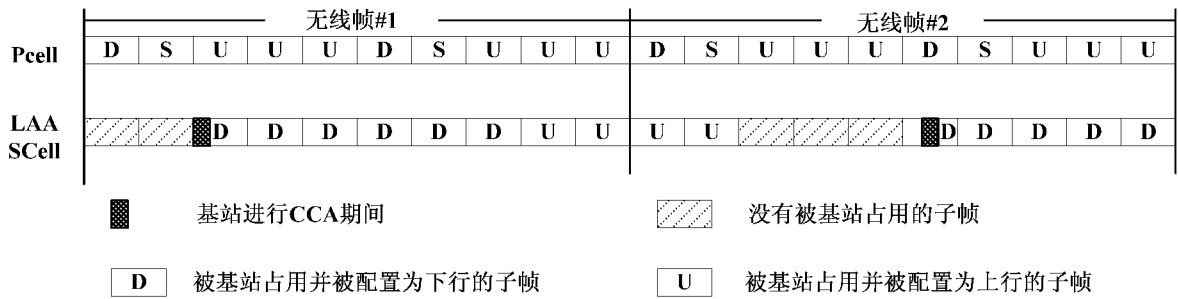 无线帧#1 无线帧#2
Pcell D S U U U D S U U U D S U U U D S U U U
LAA SCell D D D D D D U U U U D D D D D
基站进行CCA期间 没有被基站占用的子帧
D 被基站占用并被配置为下行的子帧 U 被基站占用并被配置为上行的子帧